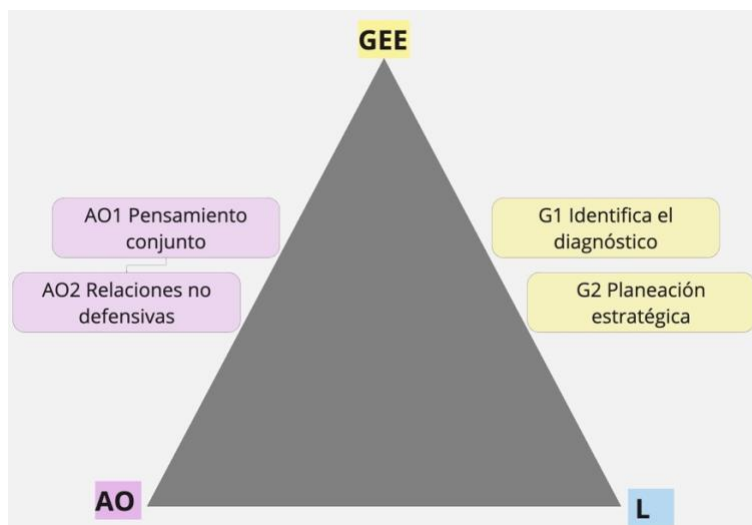 GEE
AO1 Pensamiento
conjunto
AO2 Relaciones no
defensivas
G1 Identifica el
diagnóstico
G2 Planeación
estratégica
AO
L